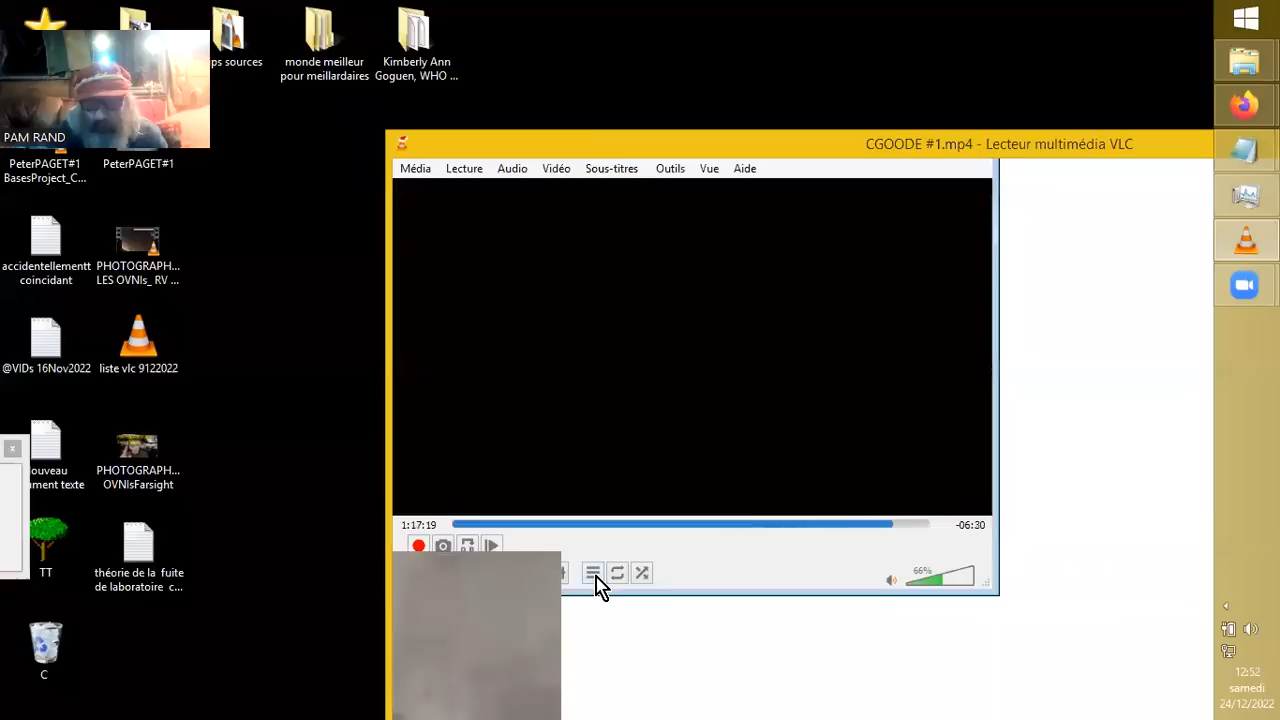 ps sources
monde meilleur
pour meillardaires
Kimberly Ann
Goguen, WHO ...
PAM RAND
PeterPAGET#1
BasesProject_C...
PeterPAGET#1
CGOODE #1.mp4 - Lecteur multimédia VLC
Média Lecture Audio Vidéo Sous-titres Outils Vue Aide
accidentellementt
coincidant
PHOTOGRAPH...
LES OVNIs_ RV ...
@VIDs 16Nov2022
liste vlc 9122022
ouveau
ument texte
PHOTOGRAPH...
OVNIsFarsight
1:17:19
-06:30
66%
TT
théorie de la fuite
de laboratoire c...
C
12:52
samedi
24/12/2022